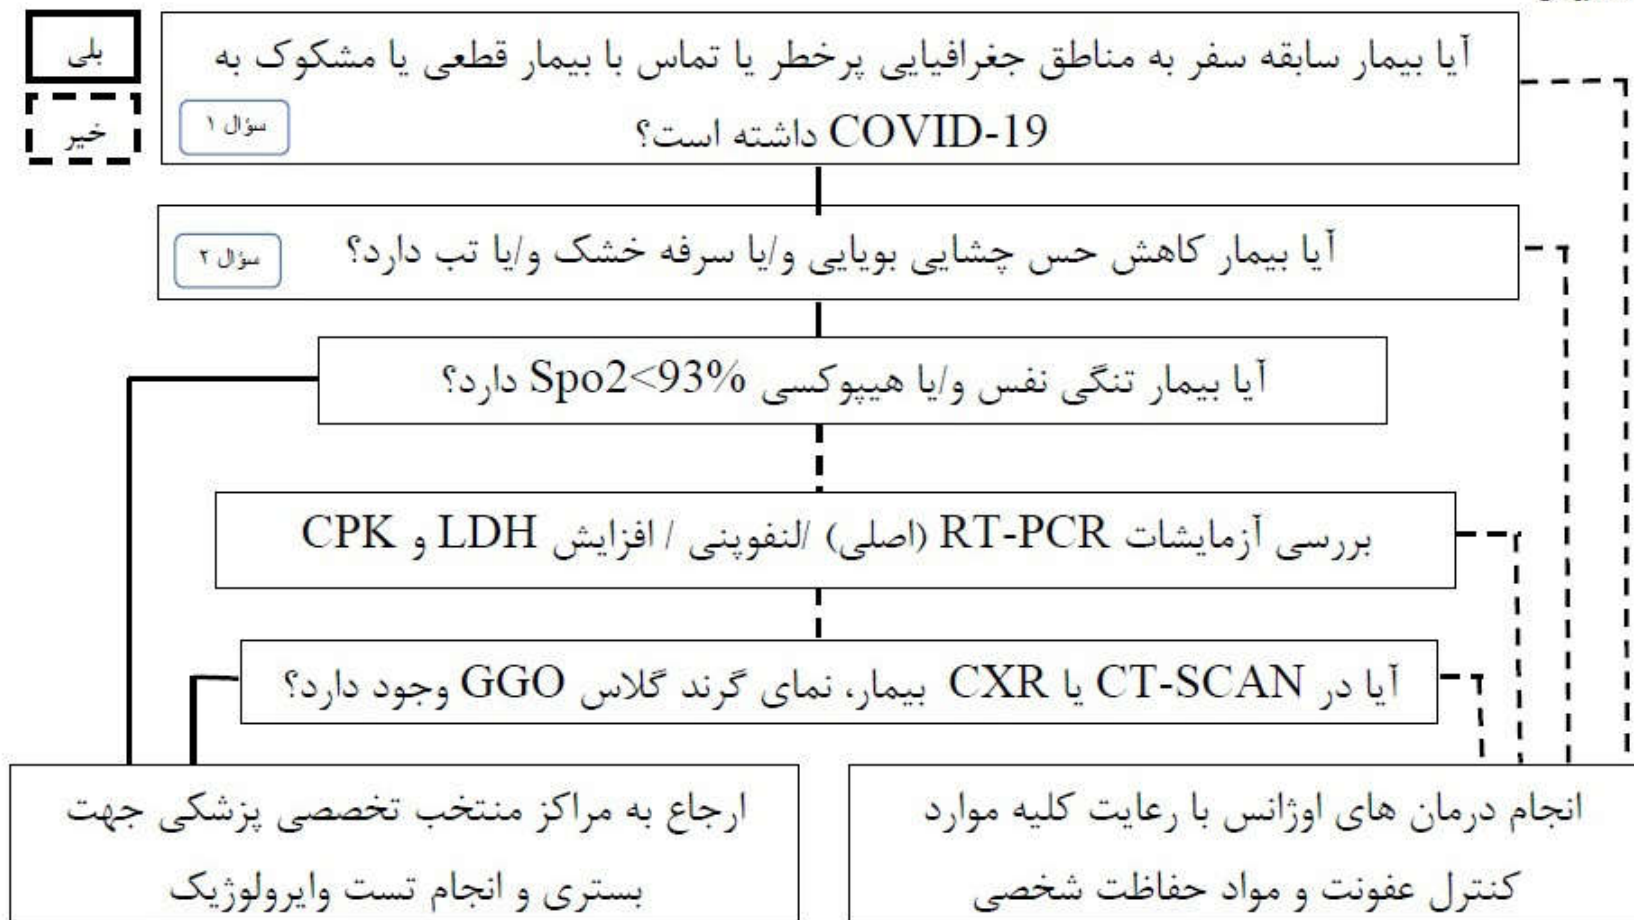 بلی
خیر
آیا بیمار سابقه سفر به مناطق جغرافیایی پرخطر یا تماس با بیمار قطعی یا مشکوک به
COVID-19 داشته است؟
سؤال ۱
آیا بیمار کاهش حس چشایی بویایی و/یا سرفه خشک و/یا تب دارد؟
سؤال ۲
آیا بیمار تنگی نفس و/یا هیپوکسی Spo2<93% دارد؟
بررسی آزمایشات RT-PCR (اصلی) /لنفوپنی / افزایش LDH و CPK
آیا در CT-SCAN یا CXR بیمار، نمای گرند گلاس GGO وجود دارد؟
انجام درمان های اوژانس با رعایت کلیه موارد
کنترل عفونت و مواد حفاظت شخصی
ارجاع به مراکز منتخب تخصصی پزشکی جهت
بستری و انجام تست وایرولوژیک